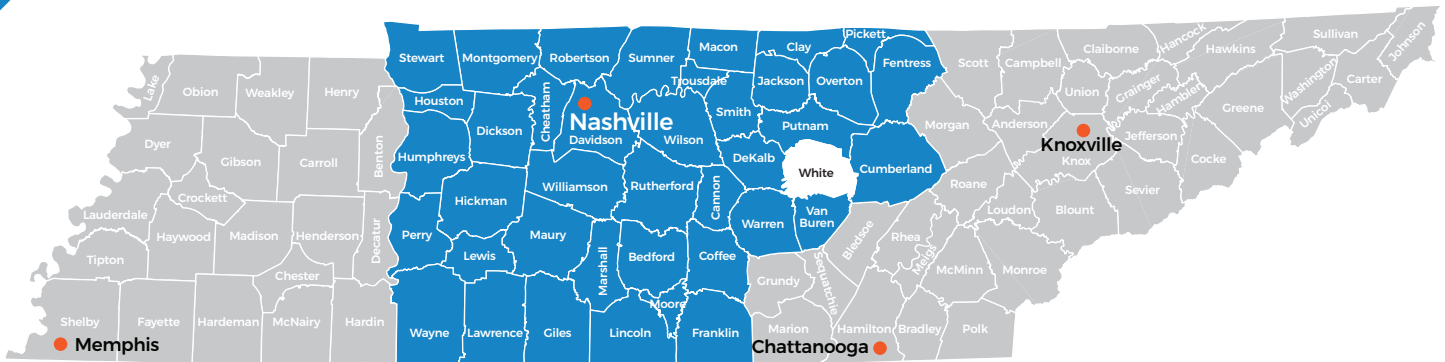 Lake
Obion
Weakley
Henry
Dyer
Gibson
Carroll
Benton
Crockett
Lauderdale
Haywood
Madison
Henderson
Decatur
Tipton
Chester
Shelby
Fayette
Hardeman
McNairy
Hardin
Memphis
Stewart
Montgomery
Robertson
Sumner
Macon
Clay
Pickett
Fentress
Trousdale
Jackson
Overton
Houston
Dickson
Cheatham
Nashville
Davidson
Wilson
Smith
Putnam
Humphreys
DeKalb
White
Cumberland
Williamson
Rutherford
Cannon
Hickman
Warren
Van
Buren
Perry
Maury
Lewis
Marshall
Bedford
Coffee
Moore
Wayne
Lawrence
Giles
Lincoln
Franklin
Scott
Campbell
Claiborne
Hancock
Hawkins
Sullivan
Johnson
Union
Grainger
Hamblen
Greene
Washington
Carter
Unicoi
Morgan
Anderson
Knoxville
Knox
Jefferson
Cocke
Roane
Loudon
Blount
Sevier
Bledsoe
Rhea
Meigs
McMinn
Monroe
Grundy
Sequatchie
Marion
Hamilton
Bradley
Polk
Chattanooga